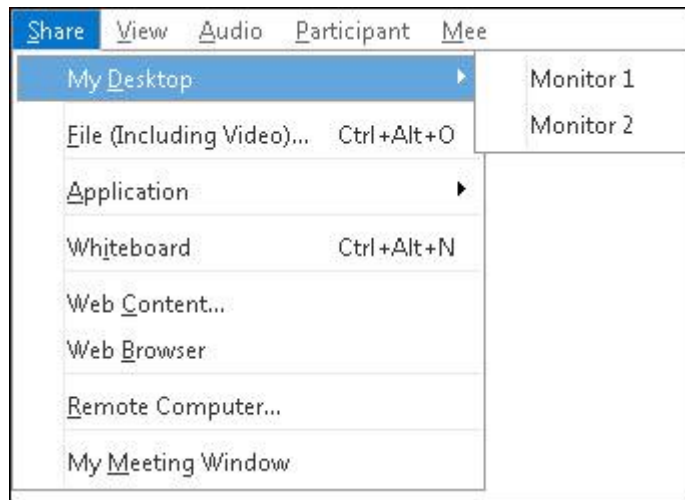 Share View Audio Participant Mee
My Desktop
Monitor 1
Monitor 2
File (Including Video)... Ctrl+Alt+O
Application
Whiteboard Ctrl+Alt+N
Web Content...
Web Browser
Remote Computer...
My Meeting Window